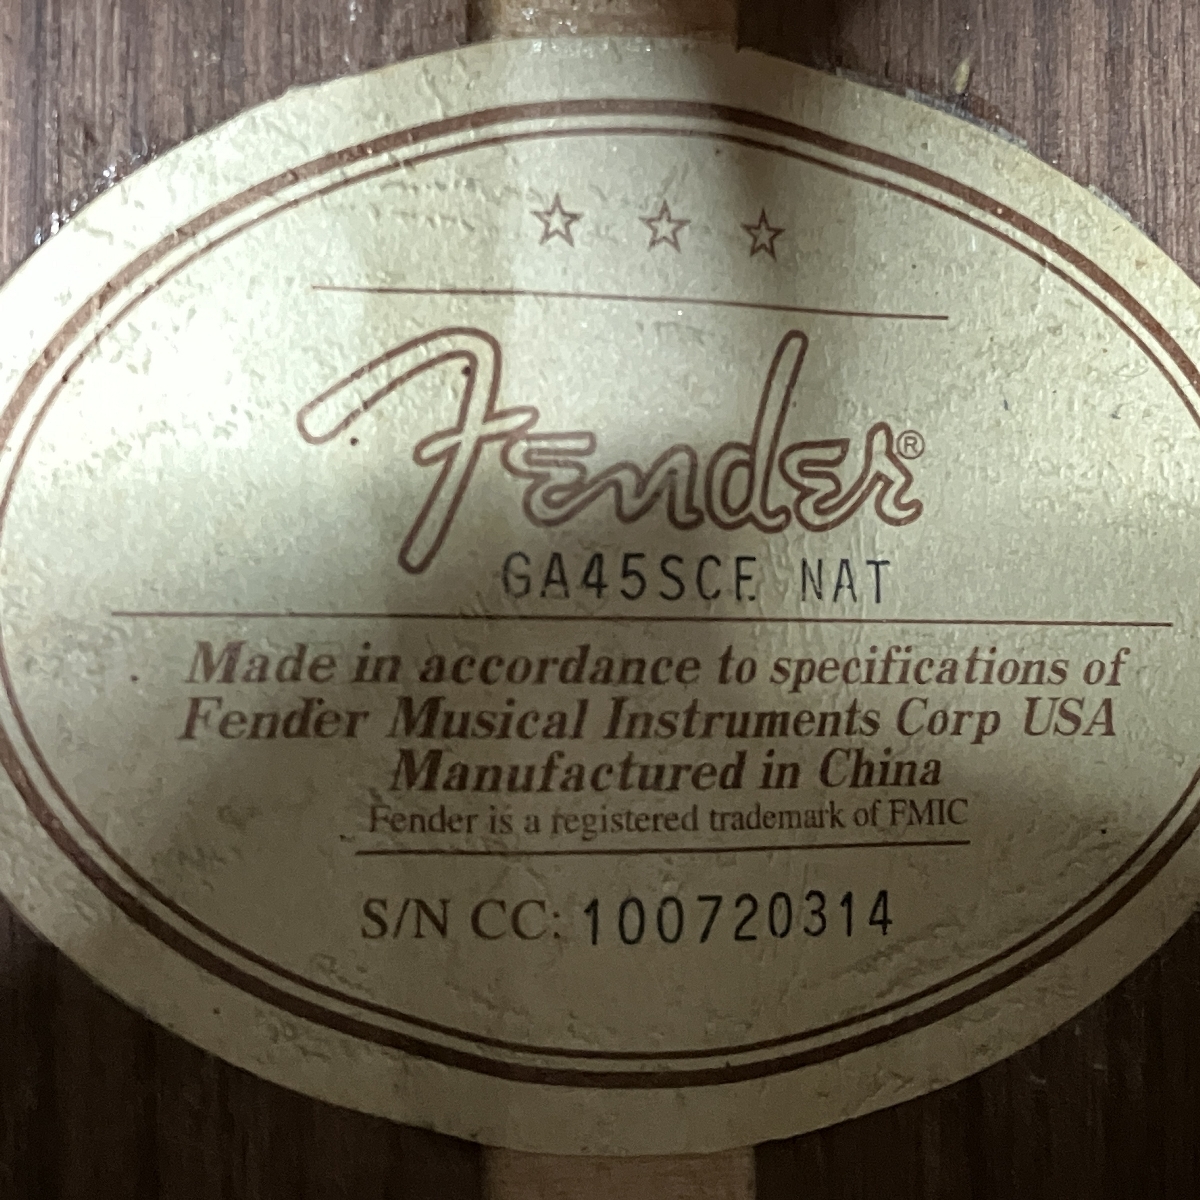 Fender®
GA45SCE NAT
Made in accordance to specifications of
Fender Musical Instruments Corp USA
Manufactured in China
Fender is a registered trademark of FMIC
S/N CC: 100720314